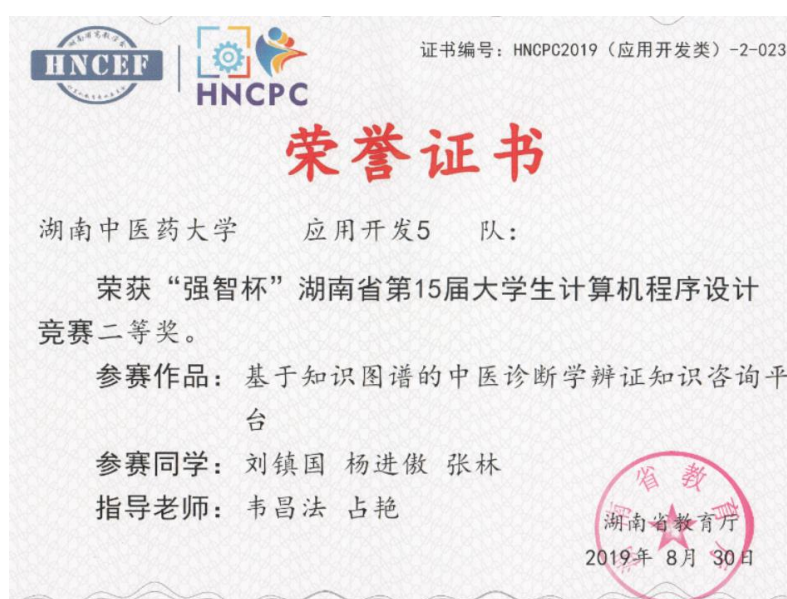 HNCEF
HNCPC
证书编号：HNCPC2019（应用开发类）-2-023
荣誉证书
湖南中医药大学 应用开发5 队：
荣获“强智杯”湖南省第15届大学生计算机程序设计
竞赛二等奖。
参赛作品：基于知识图谱的中医诊断学辨证知识咨询平
台
参赛同学：刘镇国 杨进傲 张林
指导老师：韦昌法 占艳
湖南省教育厅
湖南省教育厅
2019年 8月 30日